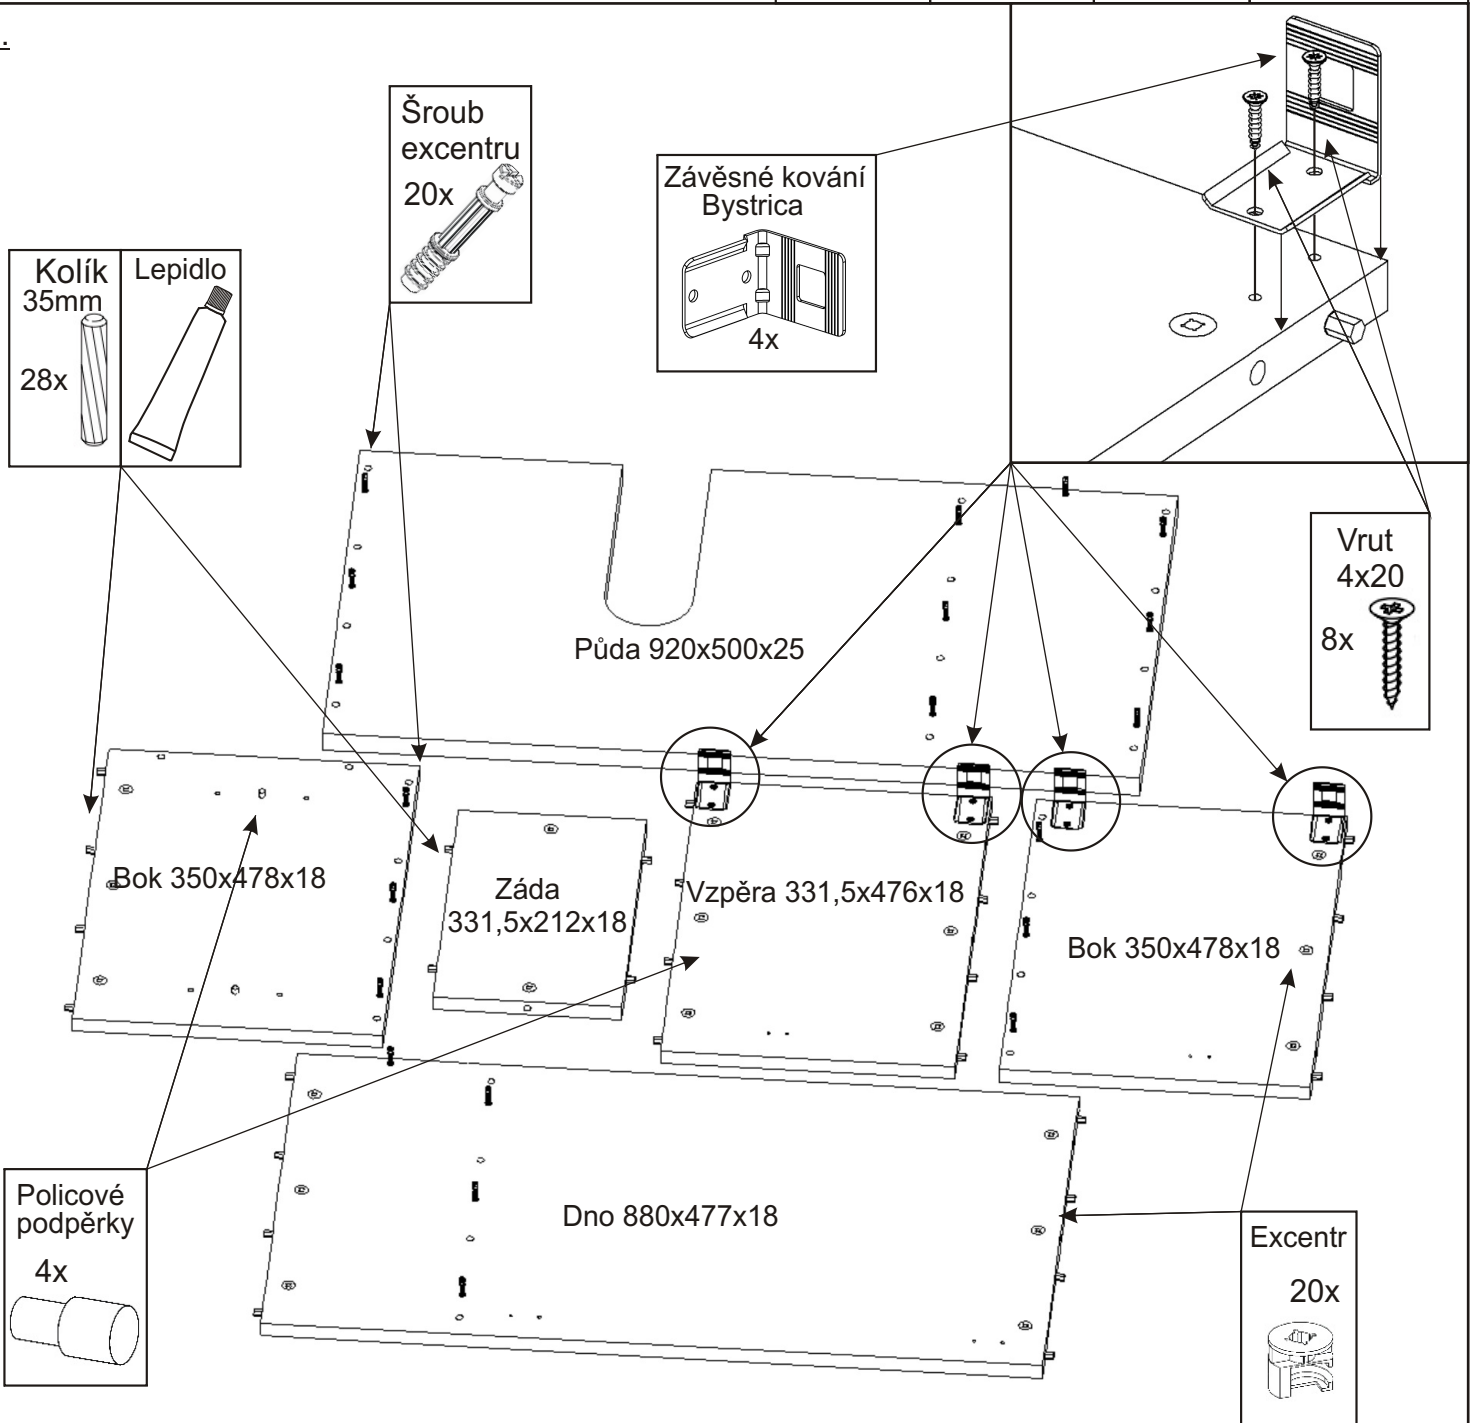 .
Šroub
excentru
20x
Závěsné kování
Bystrica
4x
Kolík
35mm
28x
Lepidlo
Vrut
4x20
8x
Půda 920x500x25
Bok 350x478x18
Záda
331,5x212x18
Vzpěra 331,5x476x18
Bok 350x478x18
Dno 880x477x18
Policové
podpěrky
4x
Excentr
20x